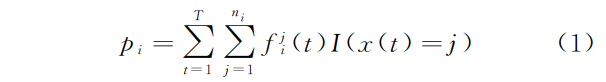 p_i = \sum_{t=1}^{T} \sum_{j=1}^{n_i} f_i^j(t) I(x(t)=j) (1)